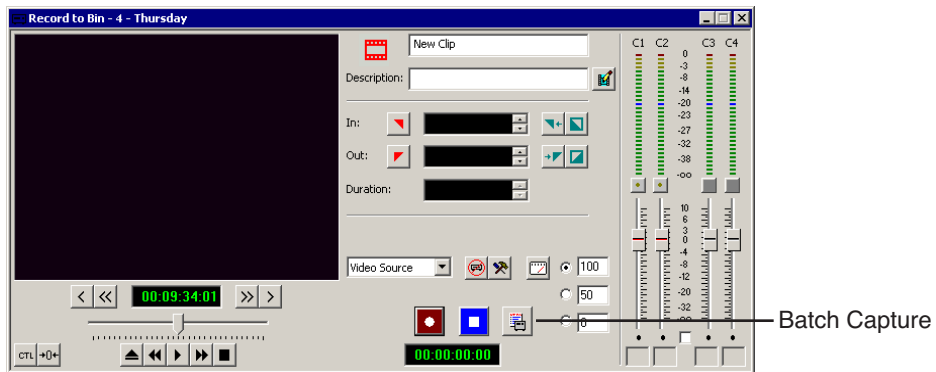 Record to Bin - 4 - Thursday
New Clip
Description:
In:
Out:
Duration:
Video Source
100
50
0
00:09:34:01
CTL
→0←
00:00:00:00
Batch Capture
C1 C2 C3 C4
0
-3
-8
-14
-20
-23
-27
-32
-38
-oo
10
6
3
0
-4
-8
-12
-20
-32